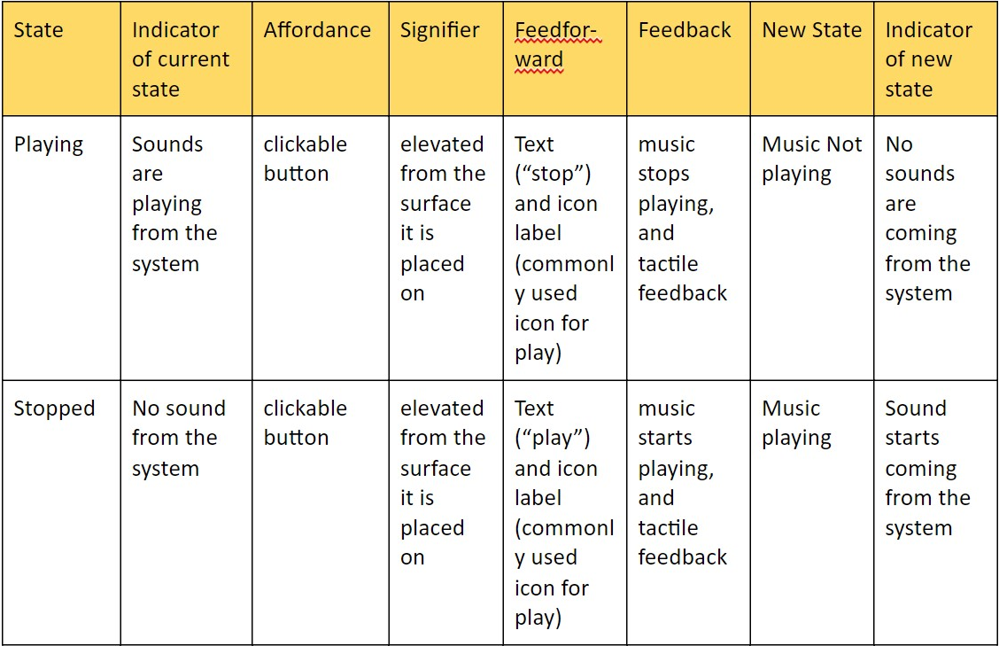 State
Indicator
of current
state
Affordance
Signifier
Feedfor-
ward
Feedback
New State
Indicator
of new
state
Playing
Sounds
are
playing
from the
system
clickable
button
elevated
from the
surface
it is
placed
on
Text
(“stop”)
and icon
label
(commonl
y used
icon for
play)
music
stops
playing,
and
tactile
feedback
Music Not
playing
No
sounds
are
coming
from the
system
Stopped
No sound
from the
system
clickable
button
elevated
from the
surface
it is
placed
on
Text
(“play”)
and icon
label
(commonl
y used
icon for
play)
music
starts
playing,
and
tactile
feedback
Music
playing
Sound
starts
coming
from the
system